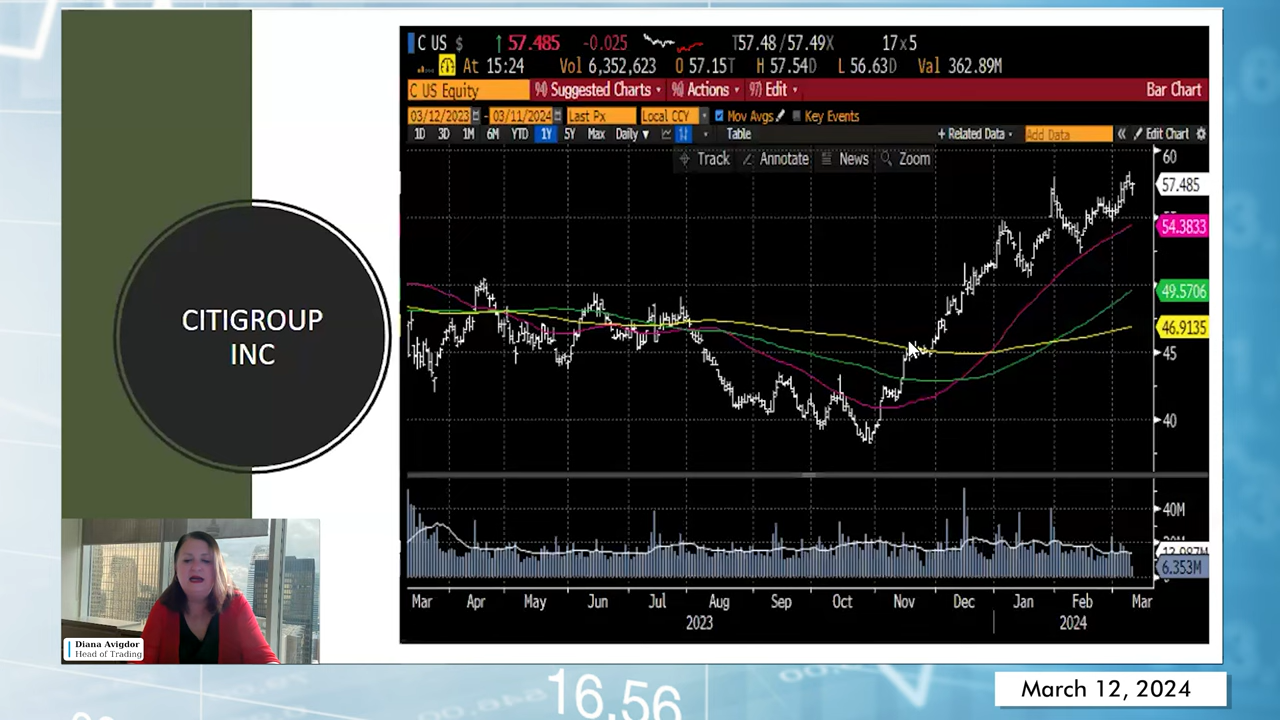 CITIGROUP
INC
C US $ ↑57.485 -0.025 T57.48/57.49X 17x5
At 15:24 Vol 6,352,623 O 57.15T H 57.54D L 56.63D Val 362.89M
C US Equity 94) Suggested Charts 96) Actions 97) Edit Bar Chart
03/12/2023 - 03/11/2024 Last Px Local CCY Mov Avgs Key Events
1D 3D 1M 6M YTD 1Y 5Y Max Daily ▼ Table + Related Data Add Data « Edit Chart
Track Annotate News Zoom
60
57.485
54.3833
49.5706
46.9135
45
40
40M
6.353M
Mar Apr May Jun Jul Aug Sep Oct Nov Dec Jan Feb Mar
2023 2024
Diana Avigdor
Head of Trading
16.56
March 12, 2024